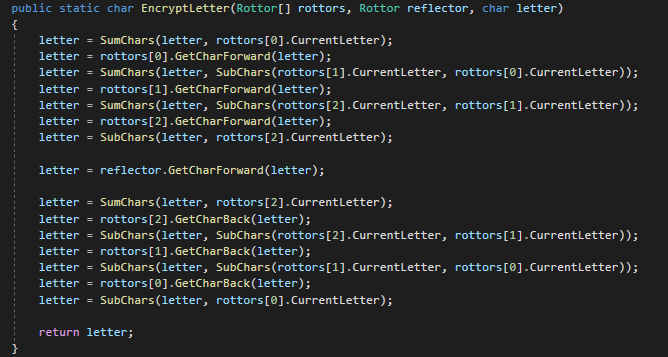 public static char EncryptLetter(Rottor[] rottors, Rottor reflector, char letter)
{
letter = SumChars(letter, rottors[0].CurrentLetter);
letter = rottors[0].GetCharForward(letter);
letter = SumChars(letter, SubChars(rottors[1].CurrentLetter, rottors[0].CurrentLetter));
letter = rottors[1].GetCharForward(letter);
letter = SumChars(letter, SubChars(rottors[2].CurrentLetter, rottors[1].CurrentLetter));
letter = rottors[2].GetCharForward(letter);
letter = SubChars(letter, rottors[2].CurrentLetter);
letter = reflector.GetCharForward(letter);
letter = SumChars(letter, rottors[2].CurrentLetter);
letter = rottors[2].GetCharBack(letter);
letter = SubChars(letter, SubChars(rottors[2].CurrentLetter, rottors[1].CurrentLetter));
letter = rottors[1].GetCharBack(letter);
letter = SubChars(letter, SubChars(rottors[1].CurrentLetter, rottors[0].CurrentLetter));
letter = rottors[0].GetCharBack(letter);
letter = SubChars(letter, rottors[0].CurrentLetter);
return letter;
}